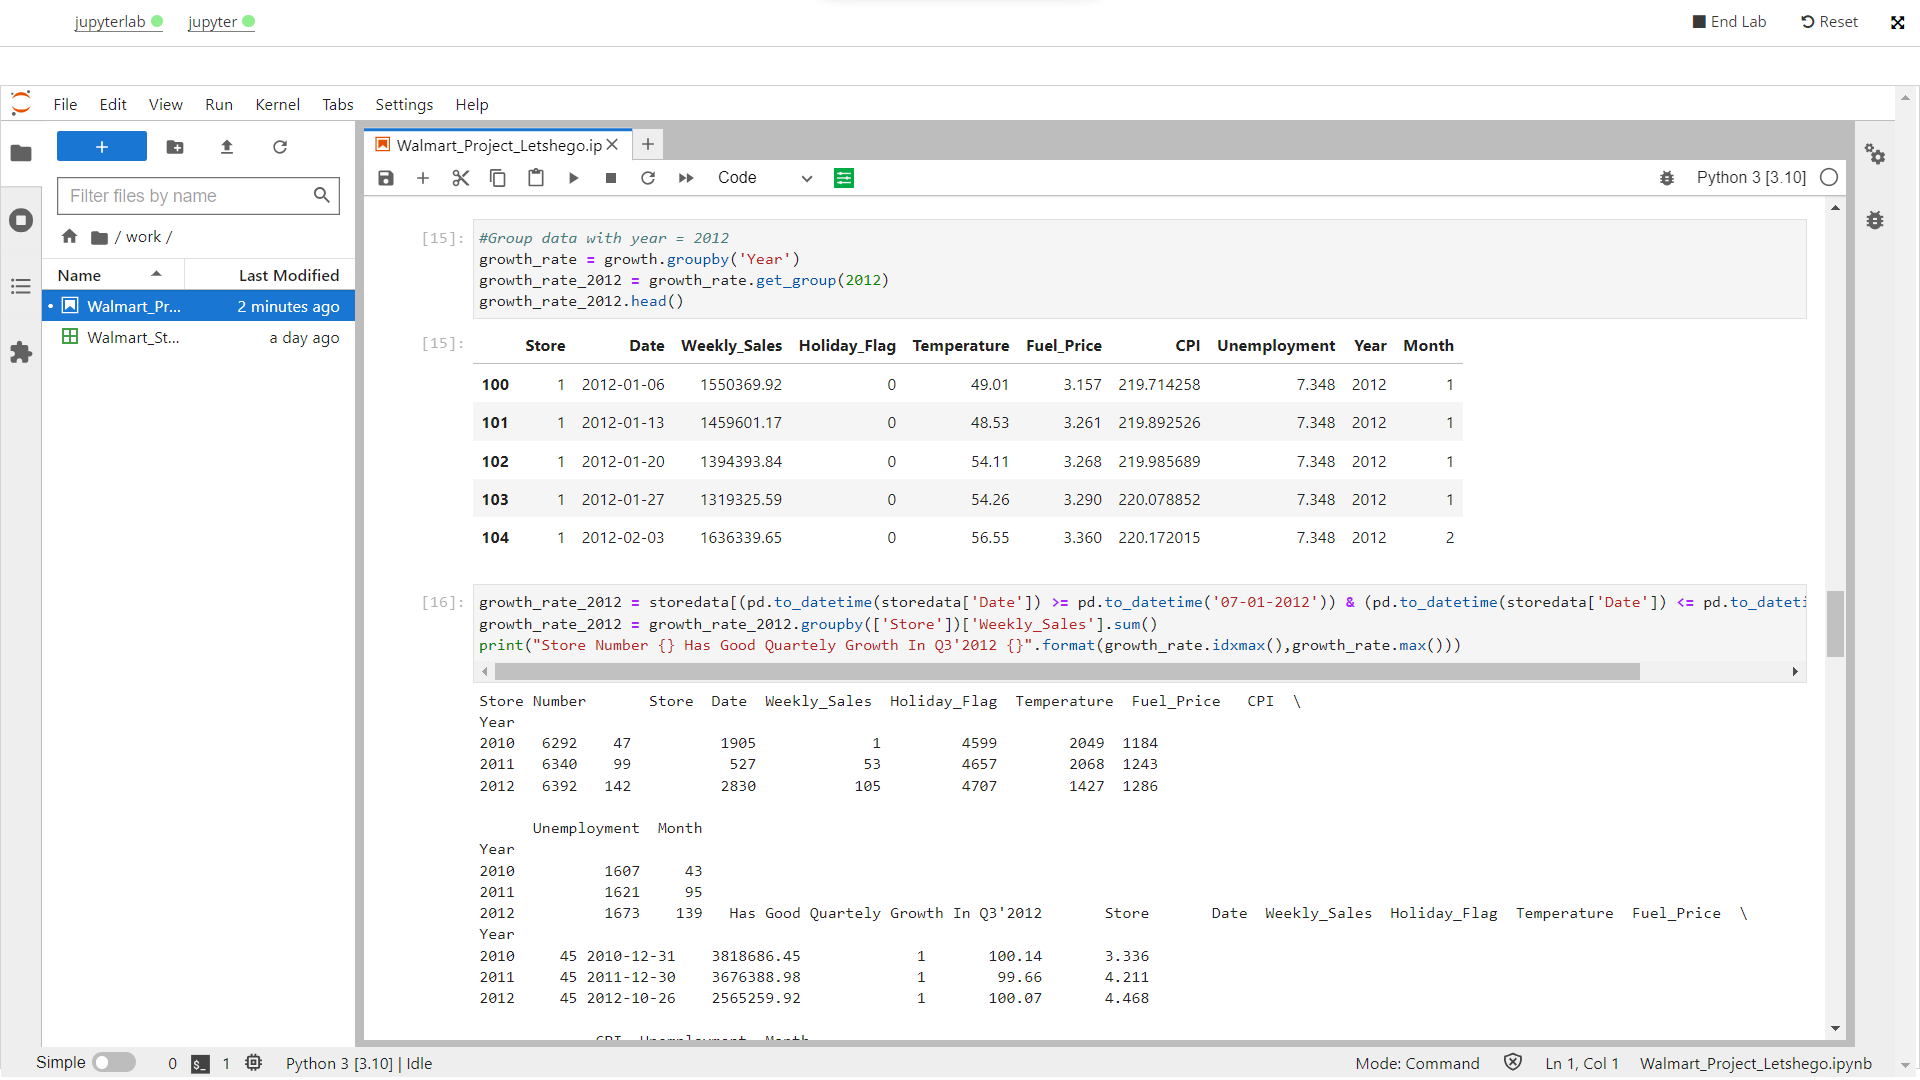 jupyterlab jupyter End Lab Reset
File Edit View Run Kernel Tabs Settings Help
Walmart_Project_Letshego.ip
Filter files by name
Code Python 3 [3.10]
/ work /
Name Last Modified
Walmart_Pr... 2 minutes ago
Walmart_St... a day ago
[15]: #Group data with year = 2012
growth_rate = growth.groupby('Year')
growth_rate_2012 = growth_rate.get_group(2012)
growth_rate_2012.head()
[15]: Store Date Weekly_Sales Holiday_Flag Temperature Fuel_Price CPI Unemployment Year Month
100 1 2012-01-06 1550369.92 0 49.01 3.157 219.714258 7.348 2012 1
101 1 2012-01-13 1459601.17 0 48.53 3.261 219.892526 7.348 2012 1
102 1 2012-01-20 1394393.84 0 54.11 3.268 219.985689 7.348 2012 1
103 1 2012-01-27 1319325.59 0 54.26 3.290 220.078852 7.348 2012 1
104 1 2012-02-03 1636339.65 0 56.55 3.360 220.172015 7.348 2012 2
[16]: growth_rate_2012 = storedata[(pd.to_datetime(storedata['Date']) >= pd.to_datetime('07-01-2012')) & (pd.to_datetime(storedata['Date']) <= pd.to_dateti
growth_rate_2012 = growth_rate_2012.groupby(['Store'])['Weekly_Sales'].sum()
print("Store Number {} Has Good Quartely Growth In Q3'2012 {}".format(growth_rate.idxmax(),growth_rate.max()))
Store Number Store Date Weekly_Sales Holiday_Flag Temperature Fuel_Price CPI \
Year
2010 6292 47 1905 1 4599 2049 1184
2011 6340 99 527 53 4657 2068 1243
2012 6392 142 2830 105 4707 1427 1286
Unemployment Month
Year
2010 1607 43
2011 1621 95
2012 1673 139 Has Good Quartely Growth In Q3'2012 Store Date Weekly_Sales Holiday_Flag Temperature Fuel_Price \
Year
2010 45 2010-12-31 3818686.45 1 100.14 3.336
2011 45 2011-12-30 3676388.98 1 99.66 4.211
2012 45 2012-10-26 2565259.92 1 100.07 4.468
CPI Unemployment Month
Simple 0 $_ 1 Python 3 [3.10] | Idle Mode: Command Ln 1, Col 1 Walmart_Project_Letshego.ipynb